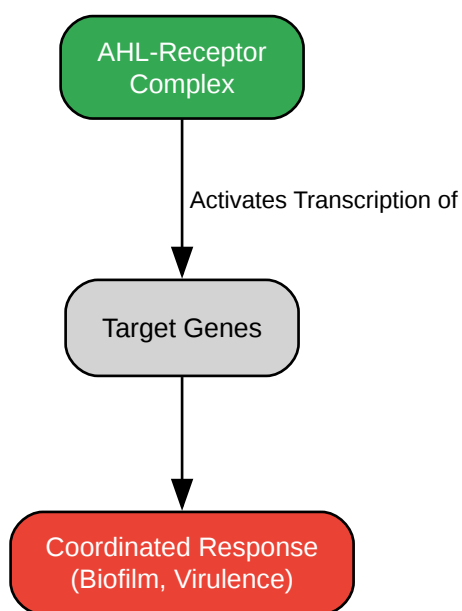 AHL-Receptor
Complex
Activates Transcription of
Target Genes
Coordinated Response
(Biofilm, Virulence)